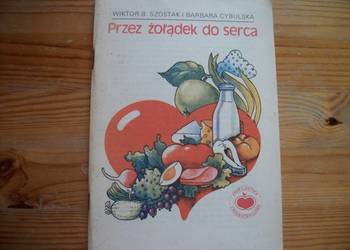 WIKTOR B. SZOSTAK I BARBARA CYBULSKA
Przez żołądek do serca